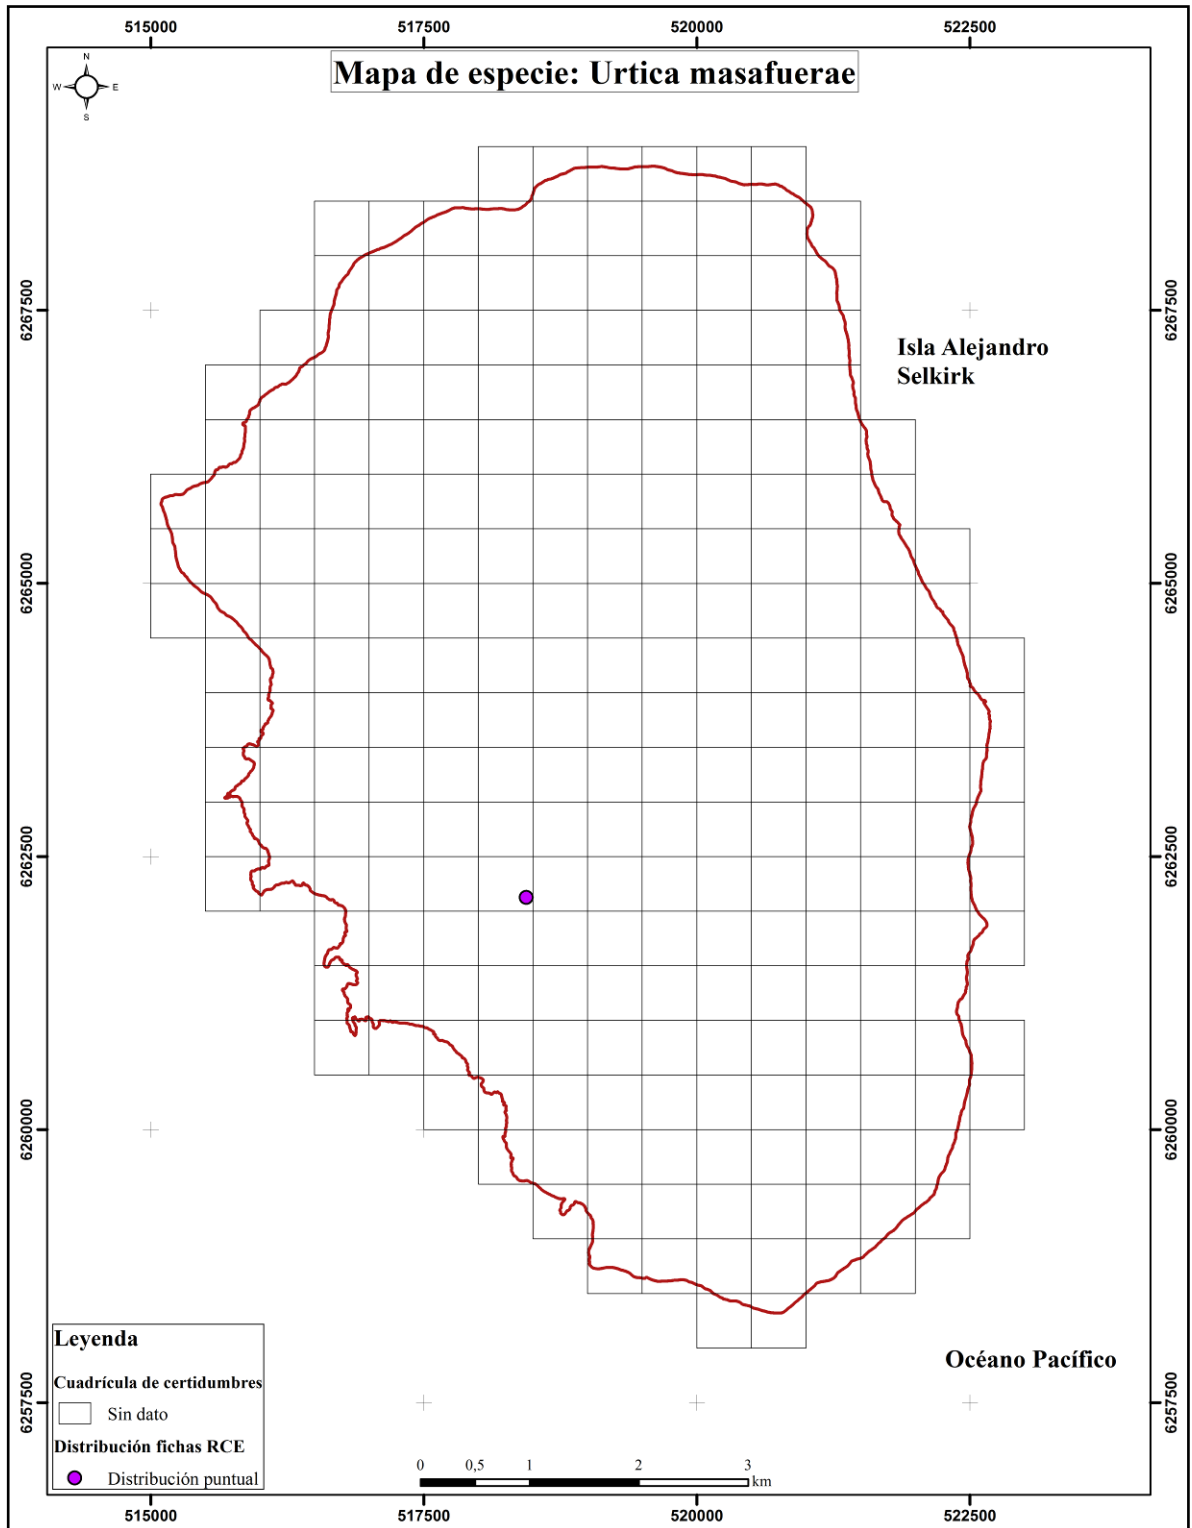 515000 517500 520000 522500
Mapa de especie: Urtica masafuerae
N
W E
S
6267500 6267500
Isla Alejandro
Selkirk
6265000 6265000
6262500 6262500
6260000 6260000
6257500 6257500
Océano Pacífico
Leyenda
Cuadrícula de certidumbres
Sin dato
Distribución fichas RCE
Distribución puntual
0 0,5 1 2 3
km
515000 517500 520000 522500